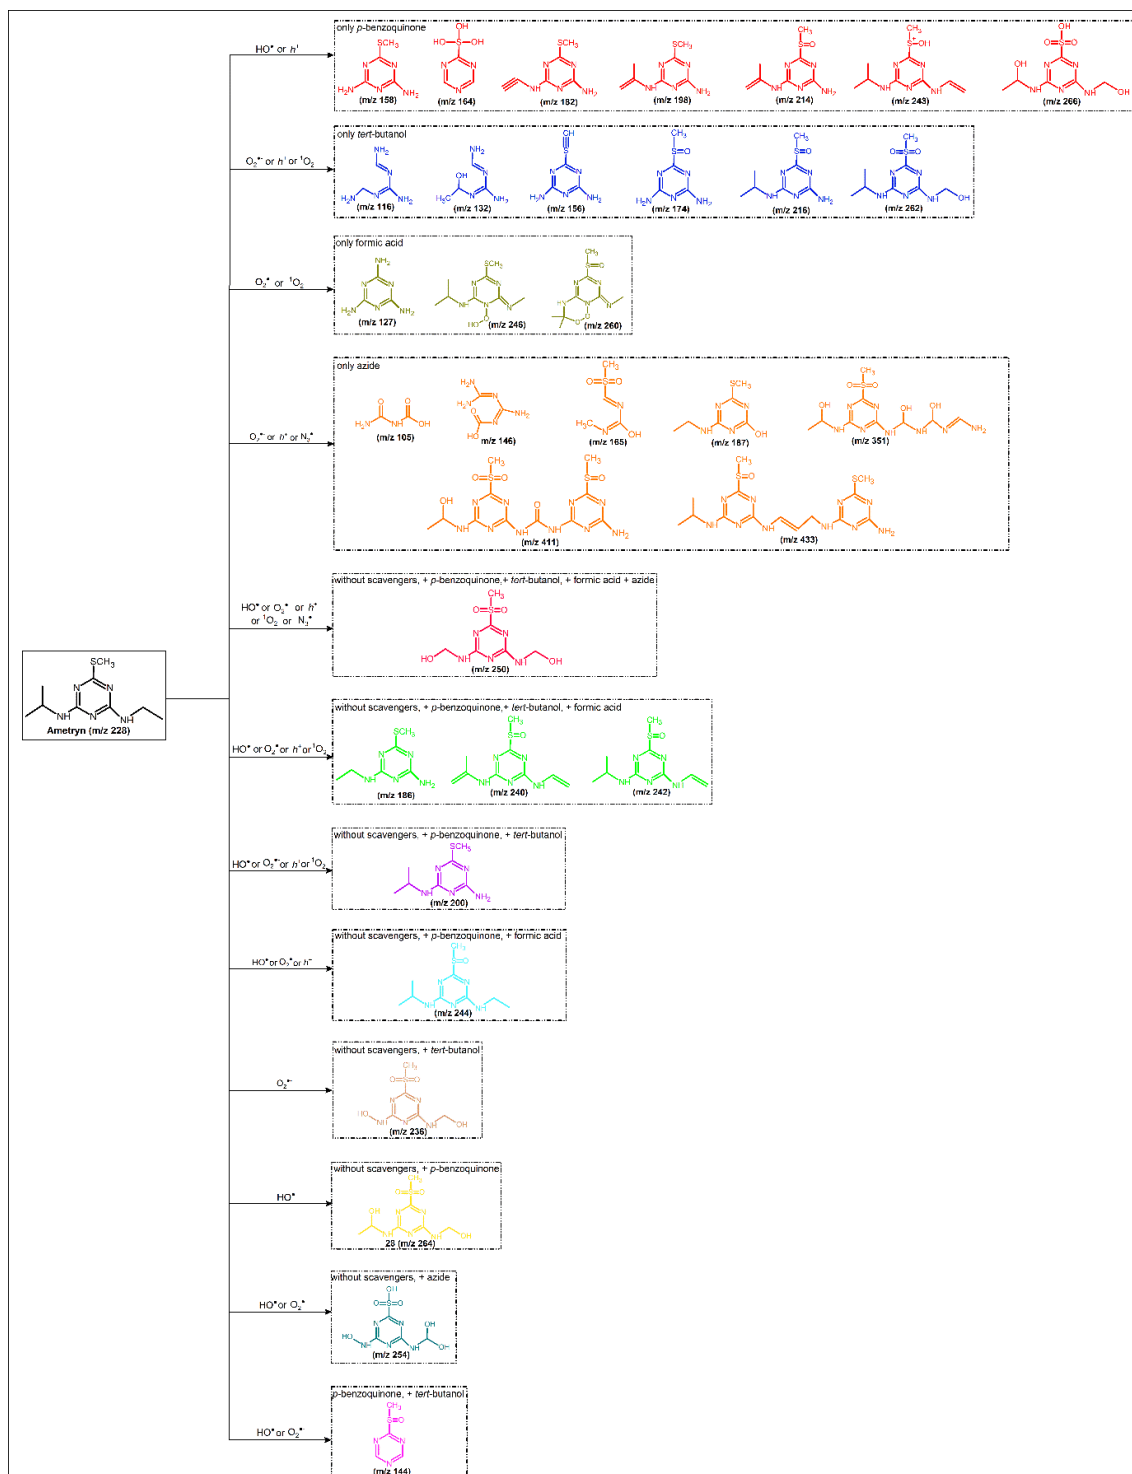 only p-benzoquinone
HO• or h+
(m/z 158)
(m/z 164)
(m/z 182)
(m/z 198)
(m/z 214)
(m/z 243)
(m/z 266)
only tert-butanol
O2•- or h+ or 1O2
(m/z 116)
(m/z 132)
(m/z 156)
(m/z 174)
(m/z 216)
(m/z 262)
only formic acid
O2• or 1O2
(m/z 127)
(m/z 246)
(m/z 260)
only azide
O2•- or h+ or N3•
(m/z 105)
(m/z 146)
(m/z 165)
(m/z 187)
(m/z 351)
(m/z 411)
(m/z 433)
without scavengers, + p-benzoquinone,+ tert-butanol, + formic acid + azide
HO• or O2• or h+
or 1O2 or N3•
(m/z 250)
Ametryn (m/z 228)
without scavengers, + p-benzoquinone,+ tert-butanol, + formic acid
HO• or O2• or h+ or 1O2
(m/z 186)
(m/z 240)
(m/z 242)
without scavengers, + p-benzoquinone, + tert-butanol
HO• or O2•- or h+ or 1O2
(m/z 200)
without scavengers, + p-benzoquinone, + formic acid
HO• or O2• or h+
(m/z 244)
without scavengers, + tert-butanol
O2•-
(m/z 236)
without scavengers, + p-benzoquinone
HO•
28 (m/z 264)
without scavengers, + azide
HO• or O2•
(m/z 254)
p-benzoquinone, + tert-butanol
HO• or O2•-
(m/z 144)